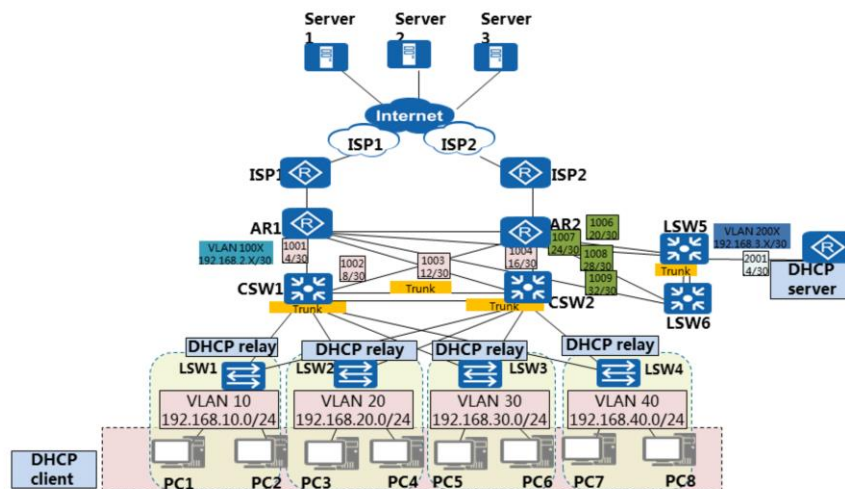 Server
1
Server
2
Server
3
Internet
ISP1
ISP2
ISP1
ISP2
AR1
AR2
1006
.20/30
LSW5
VLAN 200X
192.168.3.X/30
VLAN 100X
192.168.2.X/30
1001
.4/30
1002
.8/30
1003
.12/30
1004
.16/30
1007
.24/30
1008
.28/30
1009
.32/30
2001
.4/30
DHCP
server
Trunk
Trunk
CSW1
CSW2
Trunk
Trunk
LSW6
DHCP relay
DHCP relay
DHCP relay
DHCP relay
LSW1
LSW2
LSW3
LSW4
VLAN 10
192.168.10.0/24
VLAN 20
192.168.20.0/24
VLAN 30
192.168.30.0/24
VLAN 40
192.168.40.0/24
DHCP
client
PC1
PC2
PC3
PC4
PC5
PC6
PC7
PC8